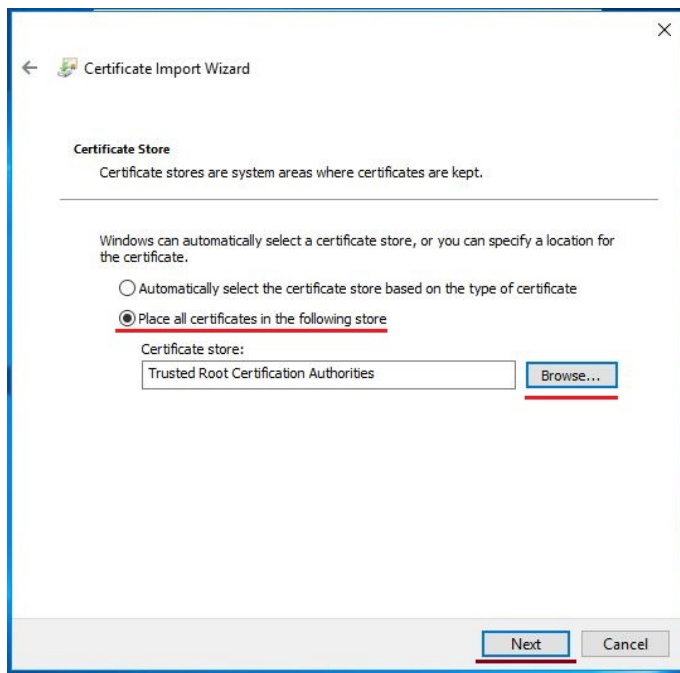 Certificate Import Wizard
Certificate Store
Certificate stores are system areas where certificates are kept.
Windows can automatically select a certificate store, or you can specify a location for
the certificate.
Automatically select the certificate store based on the type of certificate
Place all certificates in the following store
Certificate store:
Trusted Root Certification Authorities
Browse...
Next
Cancel